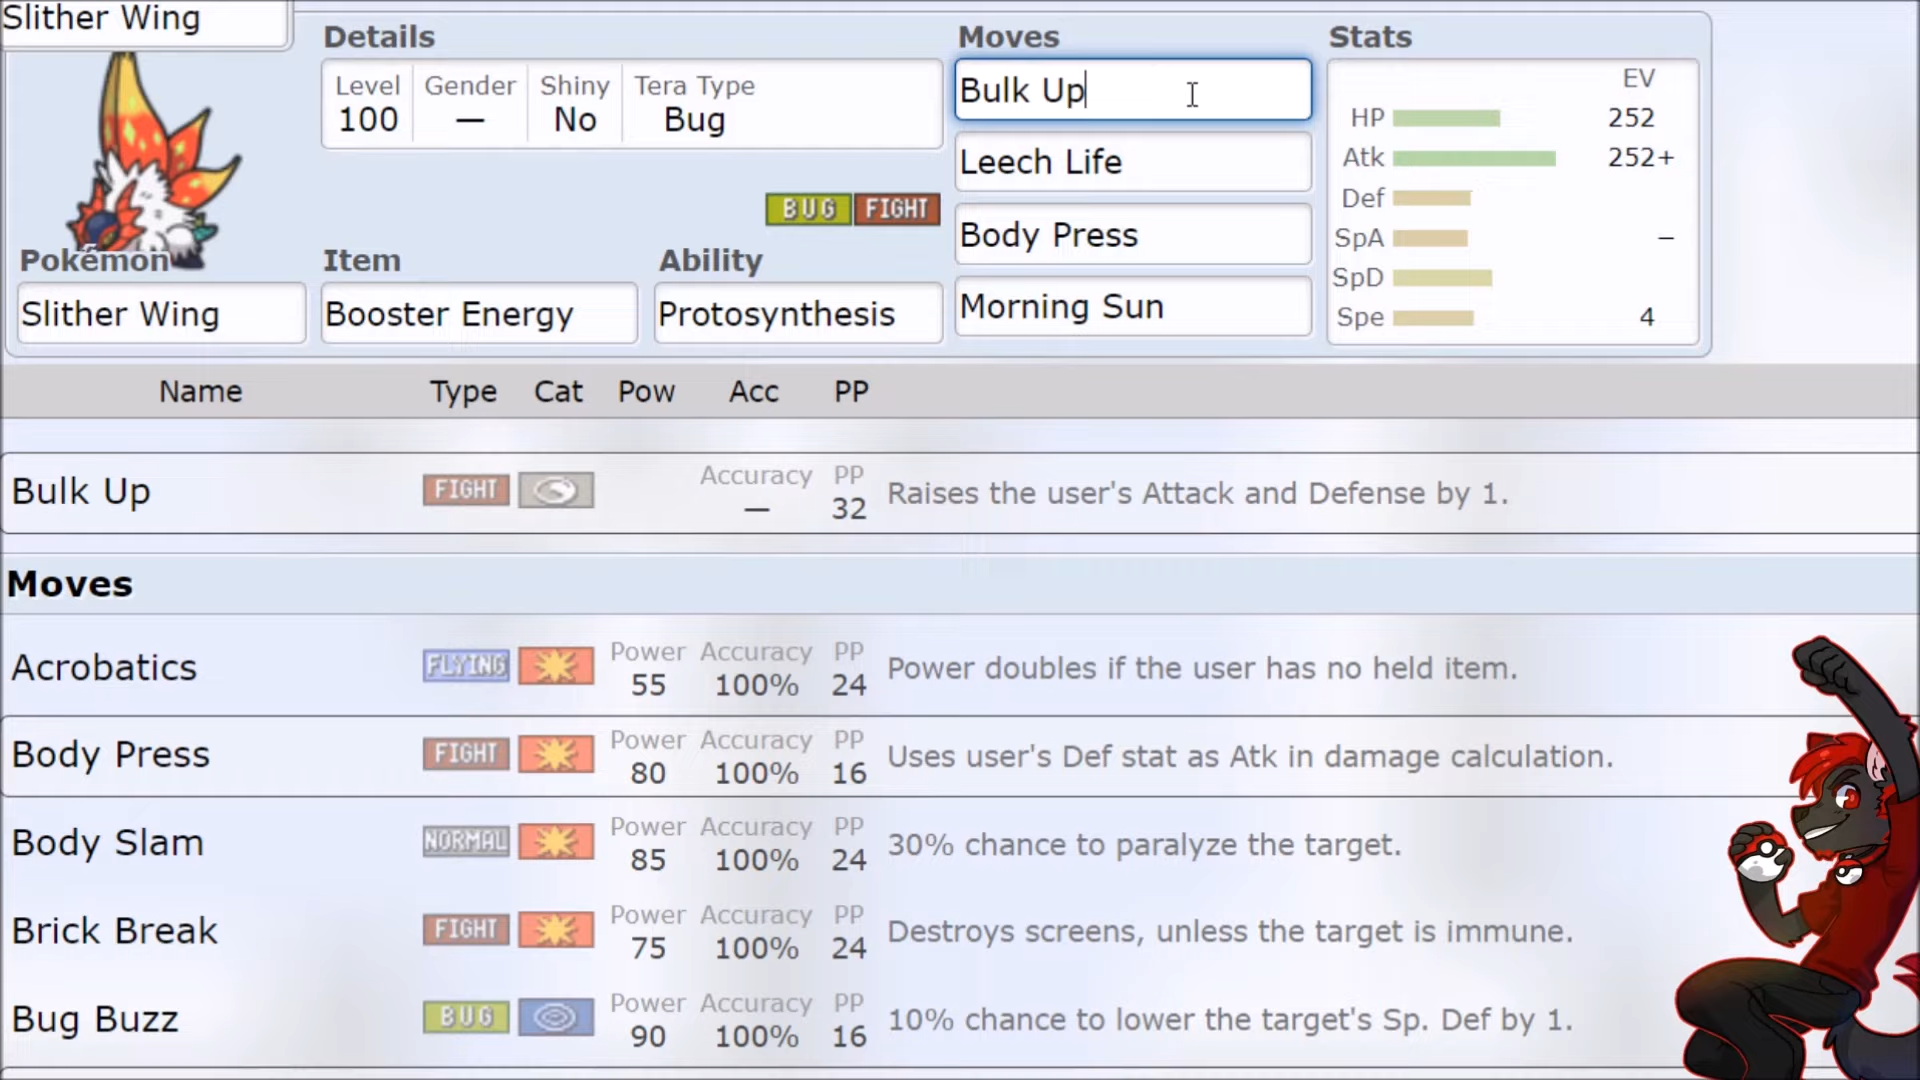 Slither Wing
Details
Moves
Stats
Level
Gender
Shiny
Tera Type
100
—
No
Bug
Bulk Up
EV
HP
252
Atk
252+
Leech Life
Def
BUG
FIGHT
Body Press
SpA
–
Pokémon
Item
Ability
SpD
Slither Wing
Booster Energy
Protosynthesis
Morning Sun
Spe
4
Name
Type
Cat
Pow
Acc
PP
Bulk Up
FIGHT
Accuracy
—
PP
32
Raises the user's Attack and Defense by 1.
Moves
Acrobatics
FLYING
Power
55
Accuracy
100%
PP
24
Power doubles if the user has no held item.
Body Press
FIGHT
Power
80
Accuracy
100%
PP
16
Uses user's Def stat as Atk in damage calculation.
Body Slam
NORMAL
Power
85
Accuracy
100%
PP
24
30% chance to paralyze the target.
Brick Break
FIGHT
Power
75
Accuracy
100%
PP
24
Destroys screens, unless the target is immune.
Bug Buzz
BUG
Power
90
Accuracy
100%
PP
16
10% chance to lower the target's Sp. Def by 1.